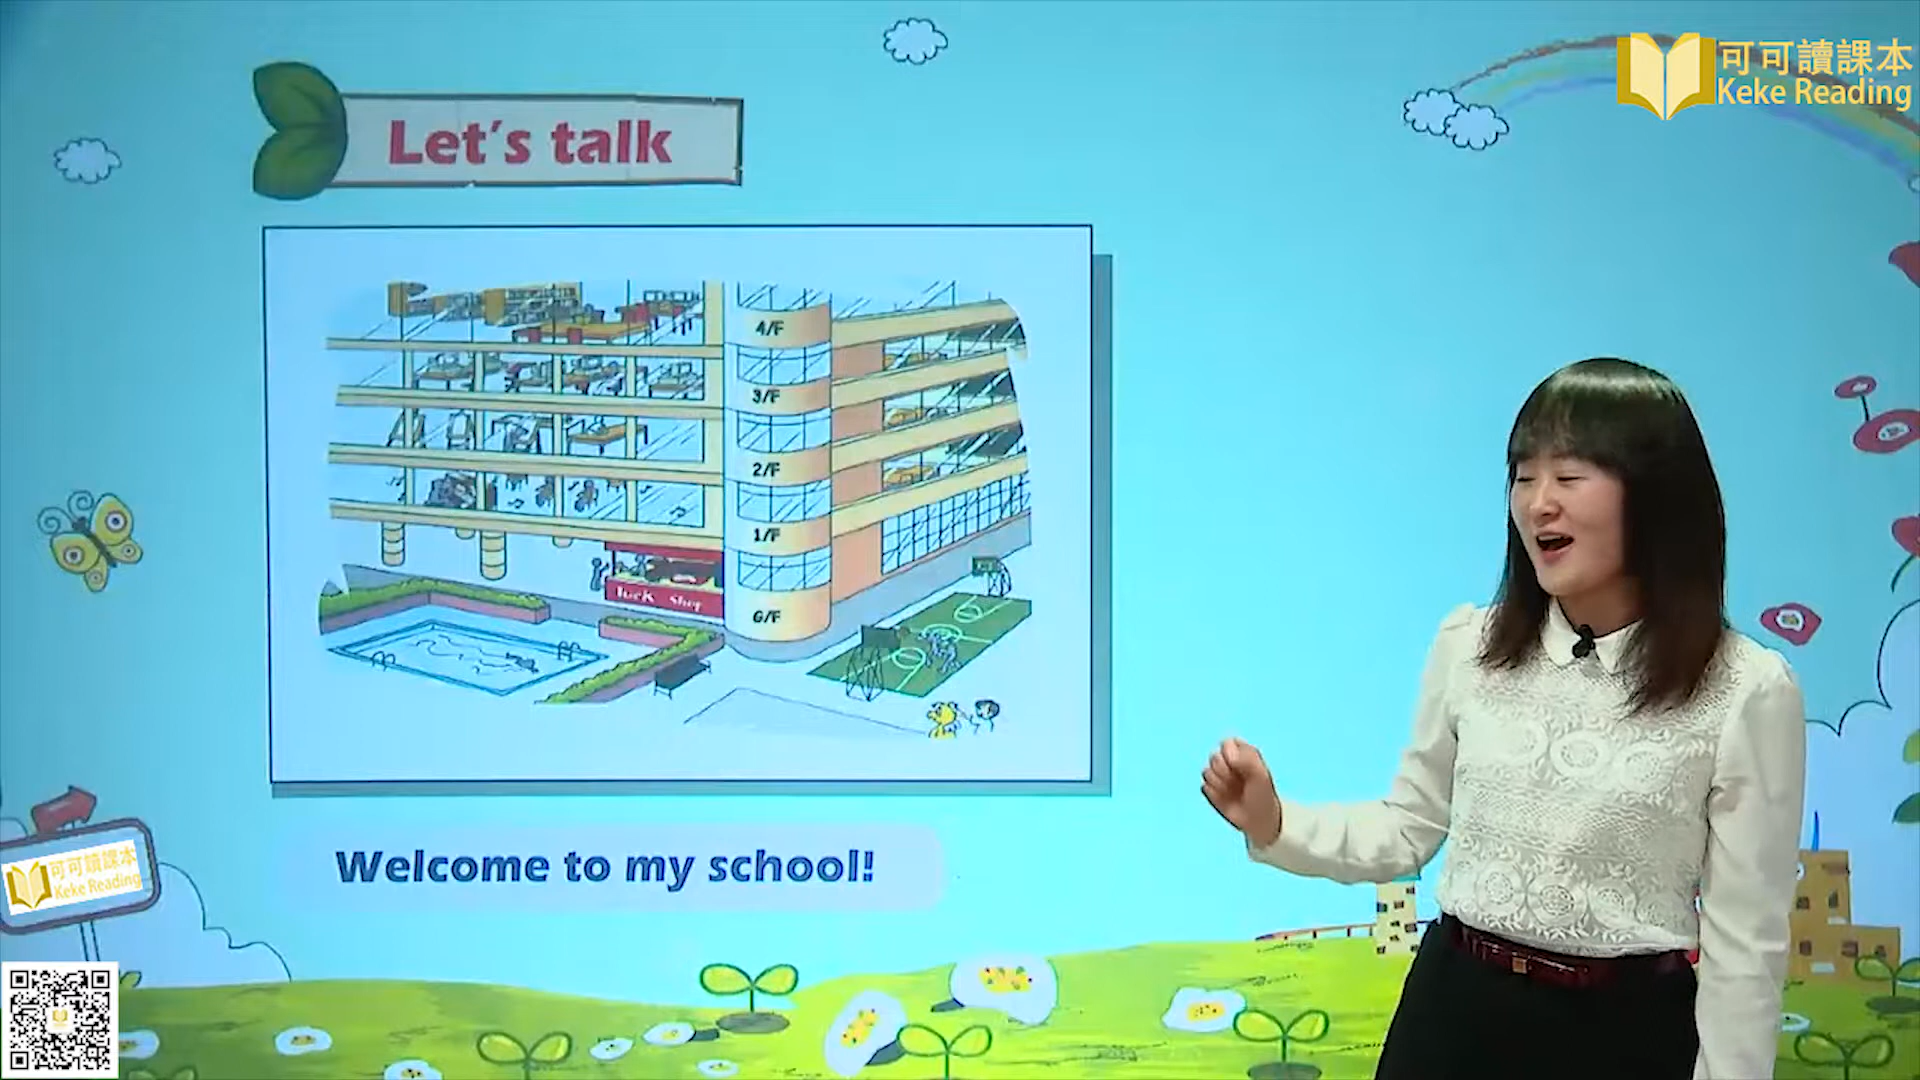 可可讀課本
Keke Reading
Let's talk
4/F
3/F
2/F
1/F
Tuck Shop
G/F
Welcome to my school!
可可讀課本
Keke Reading